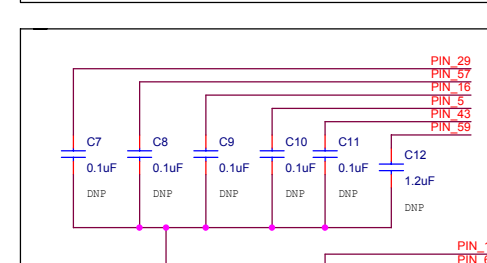 PIN_29
PIN_57
PIN_16
PIN_5
PIN_43
PIN_59
C7 C8 C9 C10 C11
C12
0.1uF 0.1uF 0.1uF 0.1uF 0.1uF
1.2uF
DNP DNP DNP DNP DNP
DNP